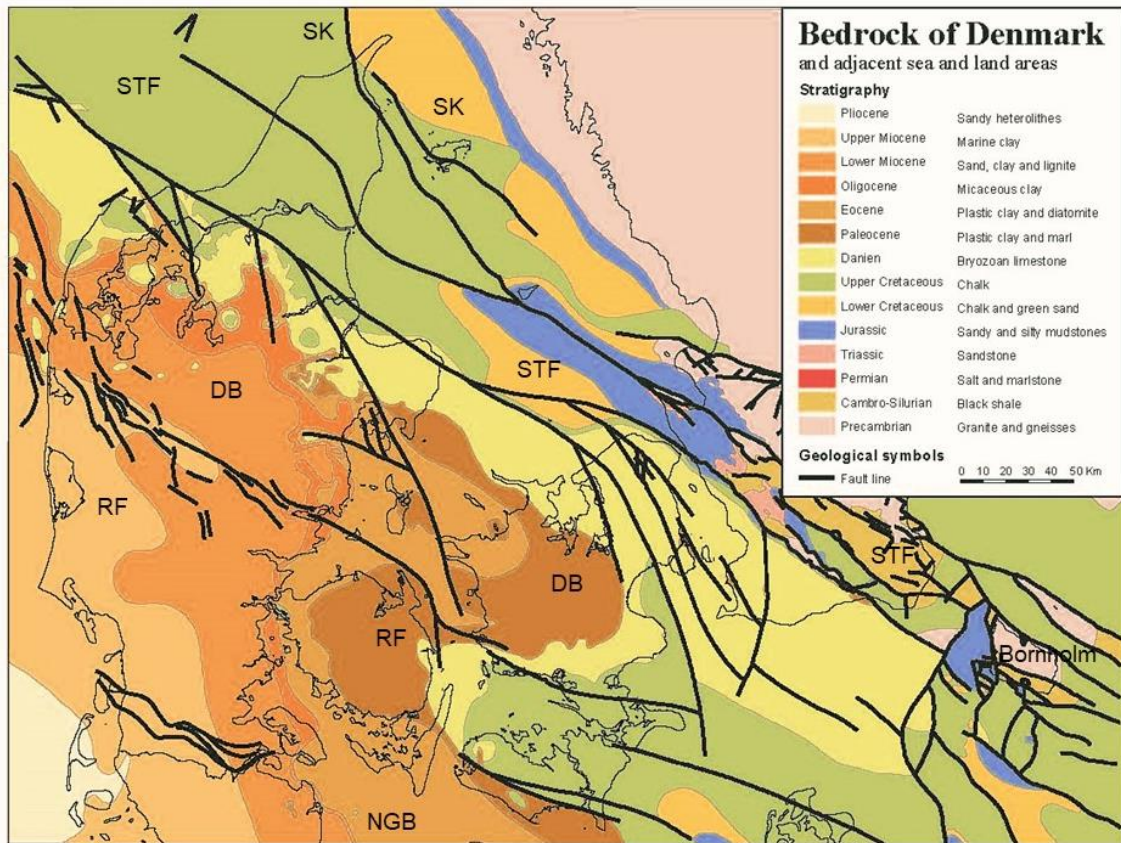 Bedrock of Denmark
and adjacent sea and land areas
Stratigraphy
Pliocene Sandy heterolithes
Upper Miocene Marine clay
Lower Miocene Sand, clay and lignite
Oligocene Micaceous clay
Eocene Plastic clay and diatomite
Paleocene Plastic clay and marl
Danien Bryozoan limestone
Upper Cretaceous Chalk
Lower Cretaceous Chalk and green sand
Jurassic Sandy and silty mudstones
Triassic Sandstone
Permian Salt and marlstone
Cambro-Silurian Black shale
Precambrian Granite and gneisses
Geological symbols
Fault line
0 10 20 30 40 50 Km
SK
STF
SK
STF
DB
RF
STF
DB
RF
Bornholm
NGB